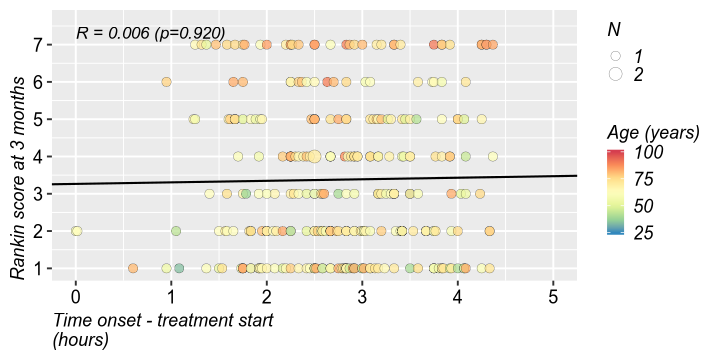 R = 0.006 (p=0.920)
7
6
5
4
3
2
1
Rankin score at 3 months
0 1 2 3 4 5
Time onset - treatment start
(hours)
N
1
2
Age (years)
100
75
50
25